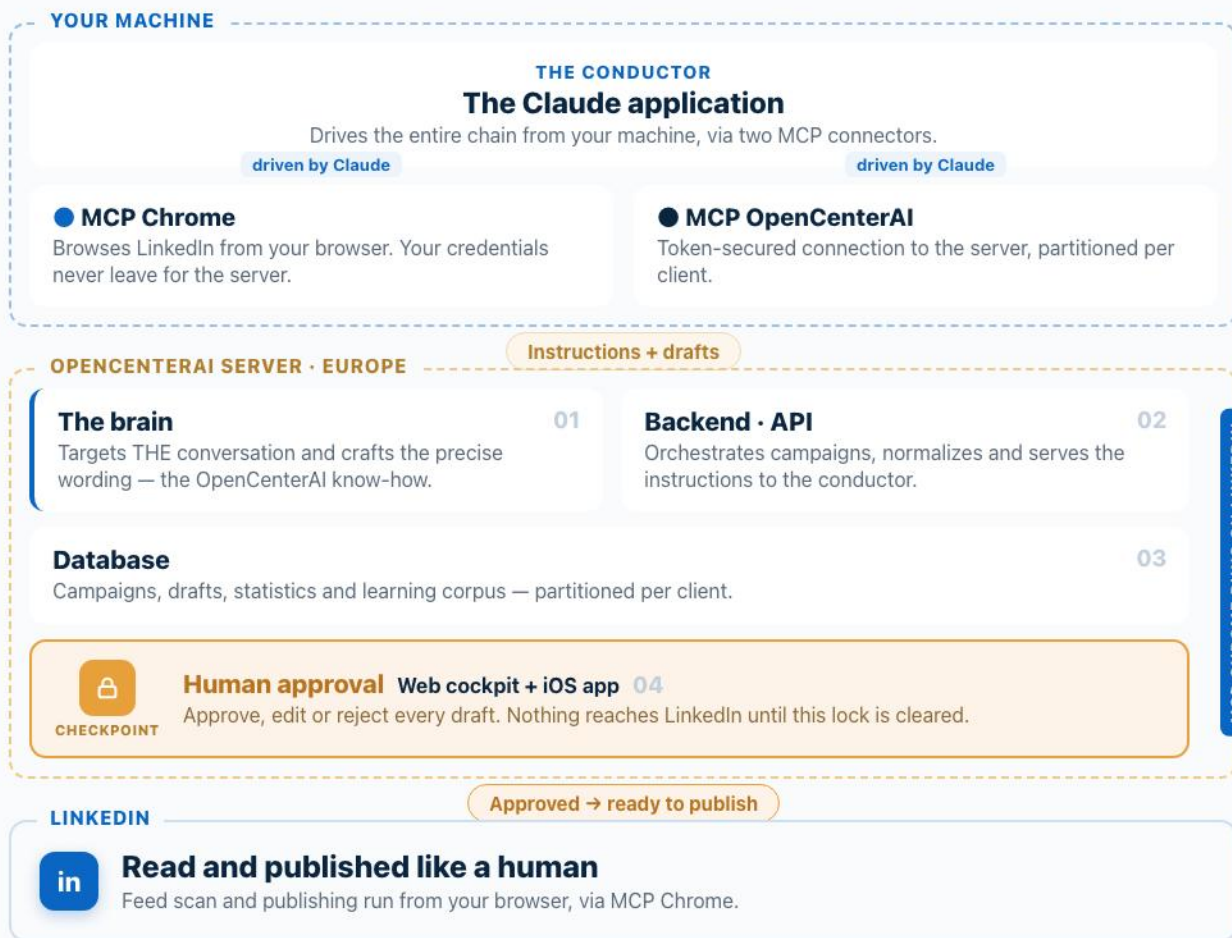 YOUR MACHINE
THE CONDUCTOR
The Claude application
Drives the entire chain from your machine, via two MCP connectors.
driven by Claude
driven by Claude
MCP Chrome
Browses LinkedIn from your browser. Your credentials
never leave for the server.
MCP OpenCenterAI
Token-secured connection to the server, partitioned per
client.
Instructions + drafts
OPENCENTERAI SERVER · EUROPE
The brain
01
Targets THE conversation and crafts the precise
wording — the OpenCenterAI know-how.
Backend · API
02
Orchestrates campaigns, normalizes and serves the
instructions to the conductor.
Database
03
Campaigns, drafts, statistics and learning corpus — partitioned per client.
CHECKPOINT
Human approval Web cockpit + iOS app 04
Approve, edit or reject every draft. Nothing reaches LinkedIn until this lock is cleared.
Approved → ready to publish
LINKEDIN
in
Read and published like a human
Feed scan and publishing run from your browser, via MCP Chrome.